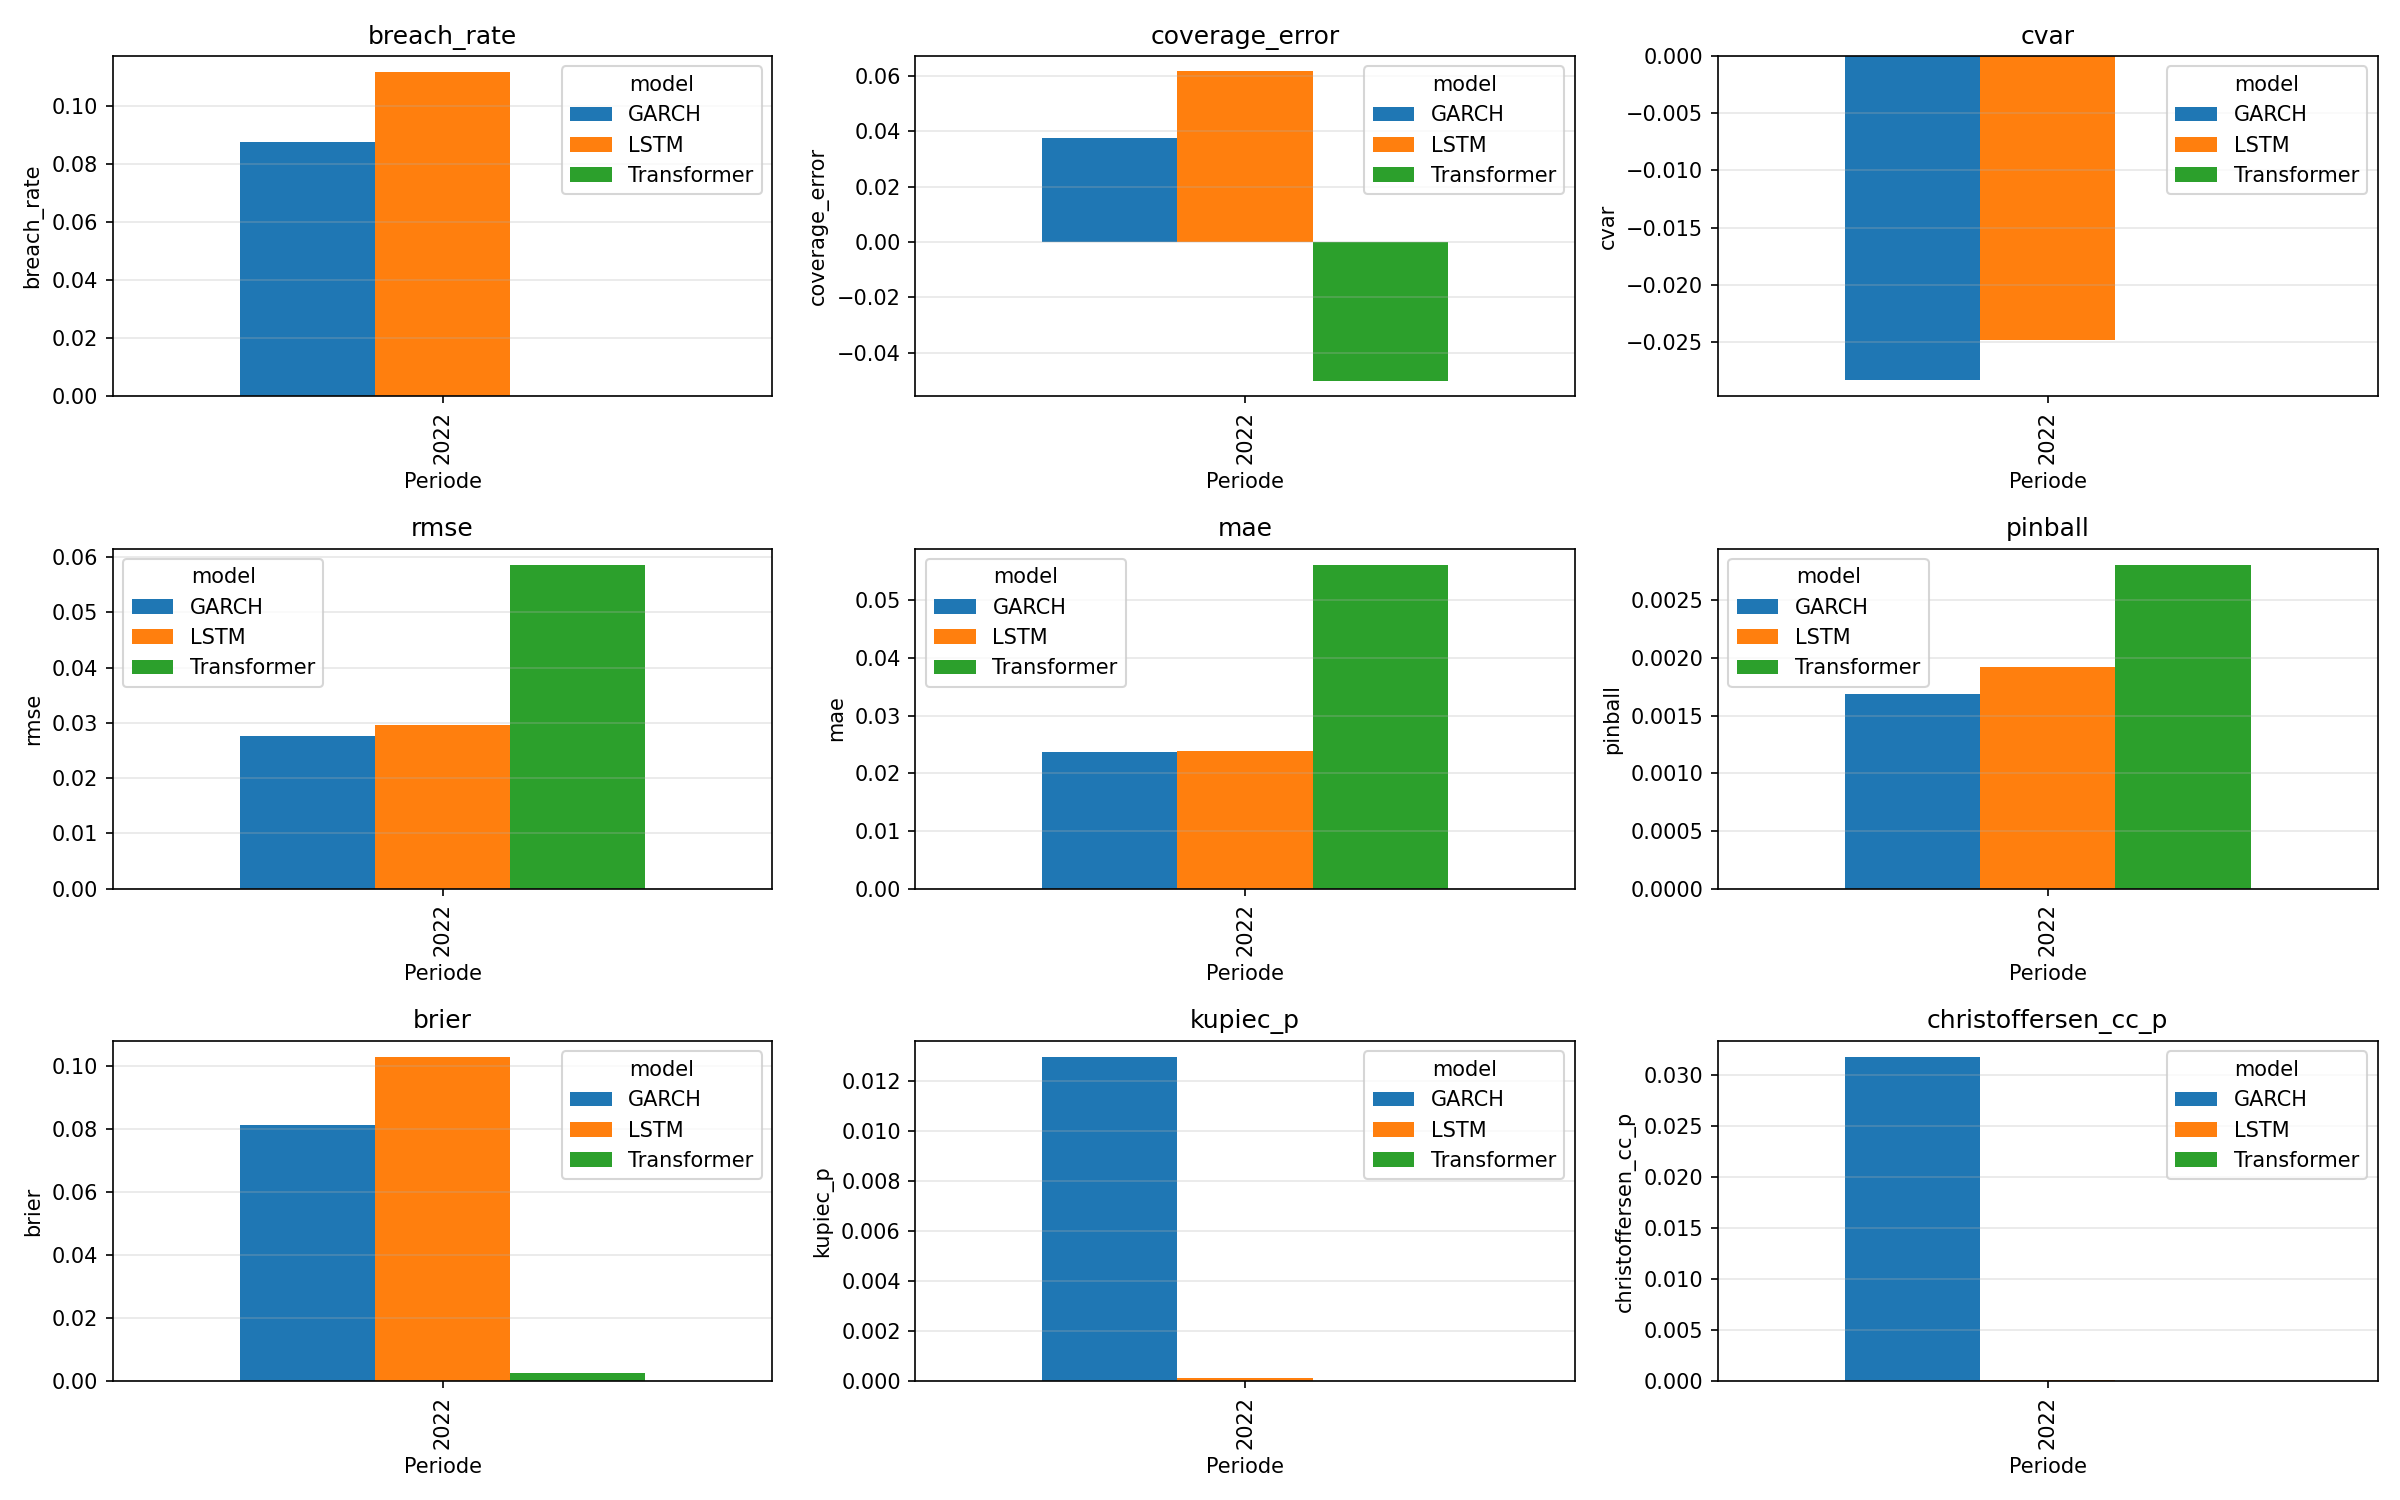 breach_rate
breach_rate
0.10
0.08
0.06
0.04
0.02
0.00
model
GARCH
LSTM
Transformer
2022
Periode
coverage_error
coverage_error
0.06
0.04
0.02
0.00
−0.02
−0.04
model
GARCH
LSTM
Transformer
2022
Periode
cvar
cvar
0.000
−0.005
−0.010
−0.015
−0.020
−0.025
model
GARCH
LSTM
Transformer
2022
Periode
rmse
rmse
0.06
0.05
0.04
0.03
0.02
0.01
0.00
model
GARCH
LSTM
Transformer
2022
Periode
mae
mae
0.05
0.04
0.03
0.02
0.01
0.00
model
GARCH
LSTM
Transformer
2022
Periode
pinball
pinball
0.0025
0.0020
0.0015
0.0010
0.0005
0.0000
model
GARCH
LSTM
Transformer
2022
Periode
brier
brier
0.10
0.08
0.06
0.04
0.02
0.00
model
GARCH
LSTM
Transformer
2022
Periode
kupiec_p
kupiec_p
0.012
0.010
0.008
0.006
0.004
0.002
0.000
model
GARCH
LSTM
Transformer
2022
Periode
christoffersen_cc_p
christoffersen_cc_p
0.030
0.025
0.020
0.015
0.010
0.005
0.000
model
GARCH
LSTM
Transformer
2022
Periode